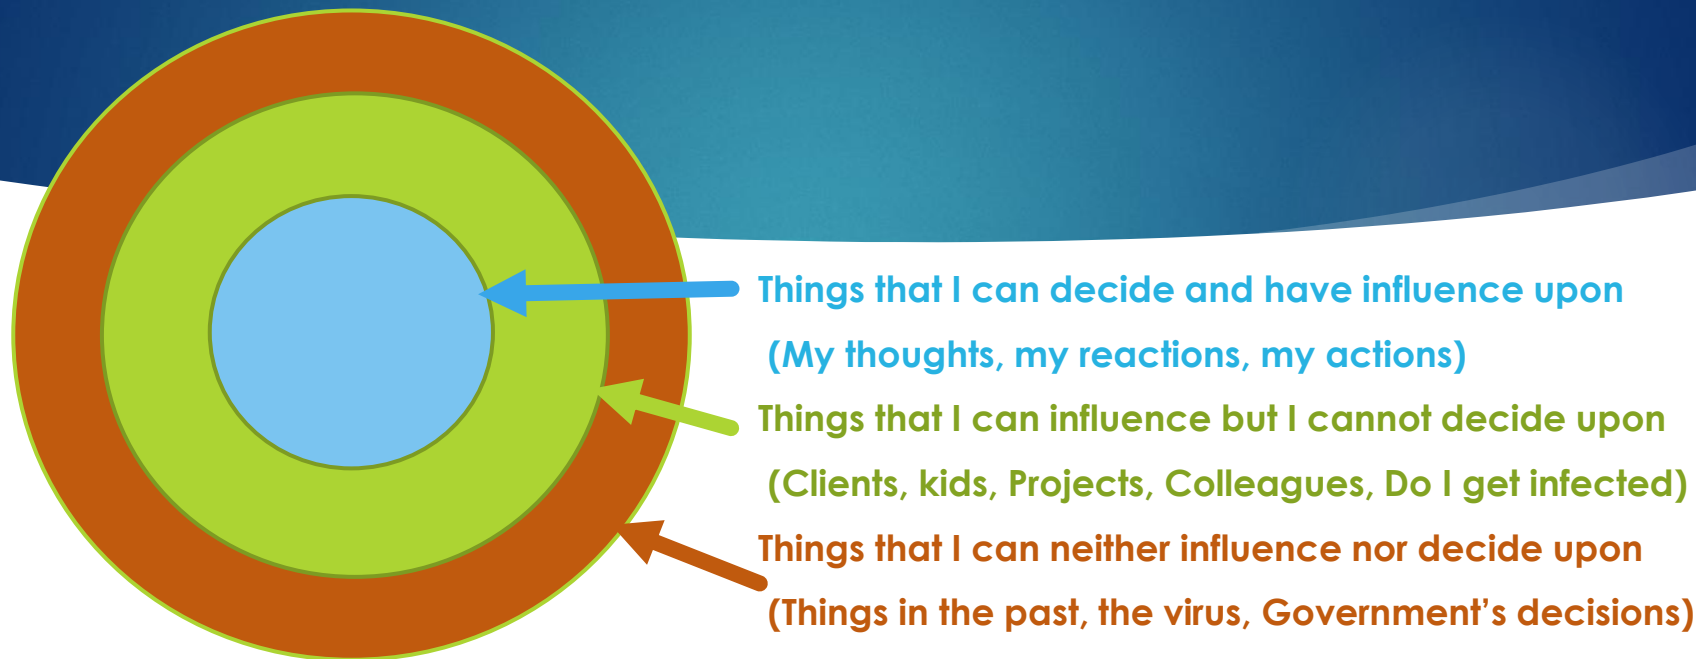 Things that I can decide and have influence upon
(My thoughts, my reactions, my actions)
Things that I can influence but I cannot decide upon
(Clients, kids, Projects, Colleagues, Do I get infected)
Things that I can neither influence nor decide upon
(Things in the past, the virus, Government’s decisions)